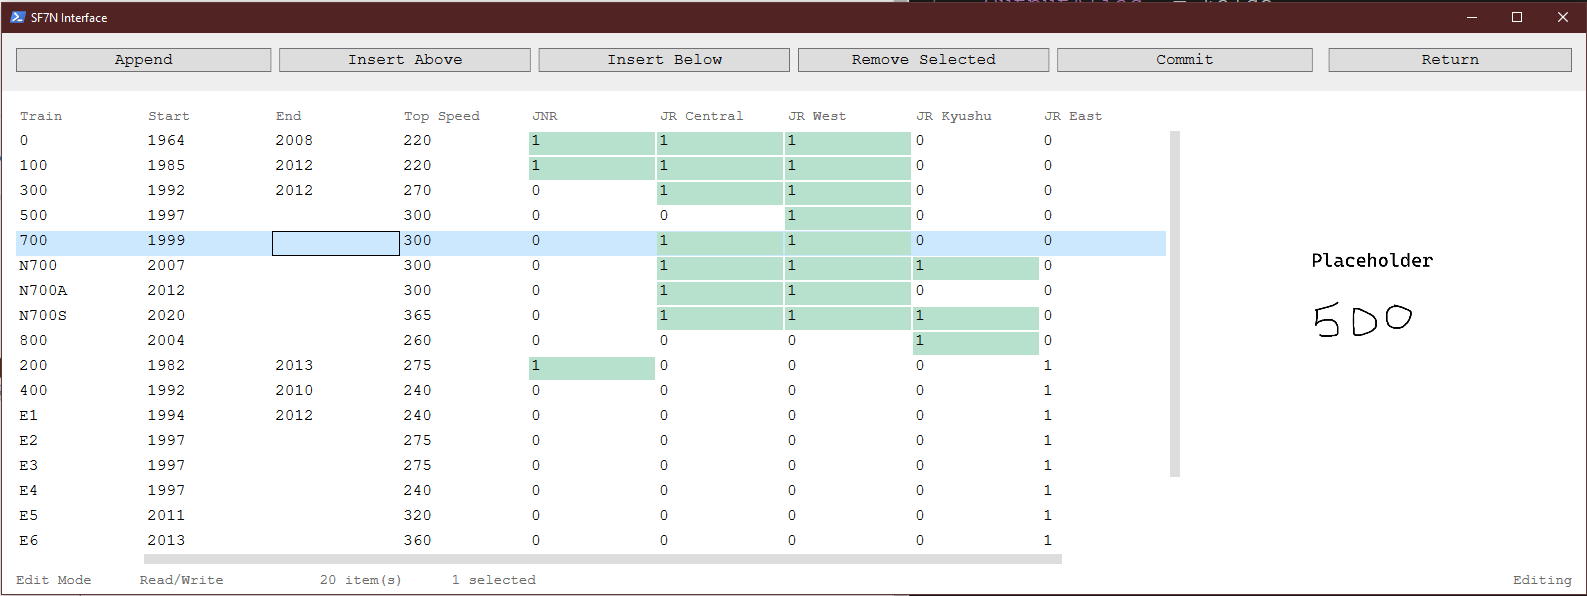 SF7N Interface
Append Insert Above Insert Below Remove Selected Commit Return
Train Start End Top Speed JNR JR Central JR West JR Kyushu JR East
0 1964 2008 220 1 1 1 0 0
100 1985 2012 220 1 1 1 0 0
300 1992 2012 270 0 1 1 0 0
500 1997 300 0 0 1 0 0
700 1999 300 0 1 1 0 0
N700 2007 300 0 1 1 1 0
N700A 2012 300 0 1 1 0 0
N700S 2020 365 0 1 1 1 0
800 2004 260 0 0 0 1 0
200 1982 2013 275 1 0 0 0 1
400 1992 2010 240 0 0 0 0 1
E1 1994 2012 240 0 0 0 0 1
E2 1997 275 0 0 0 0 1
E3 1997 275 0 0 0 0 1
E4 1997 240 0 0 0 0 1
E5 2011 320 0 0 0 0 1
E6 2013 360 0 0 0 0 1
Placeholder
5D0
Edit Mode Read/Write 20 item(s) 1 selected Editing